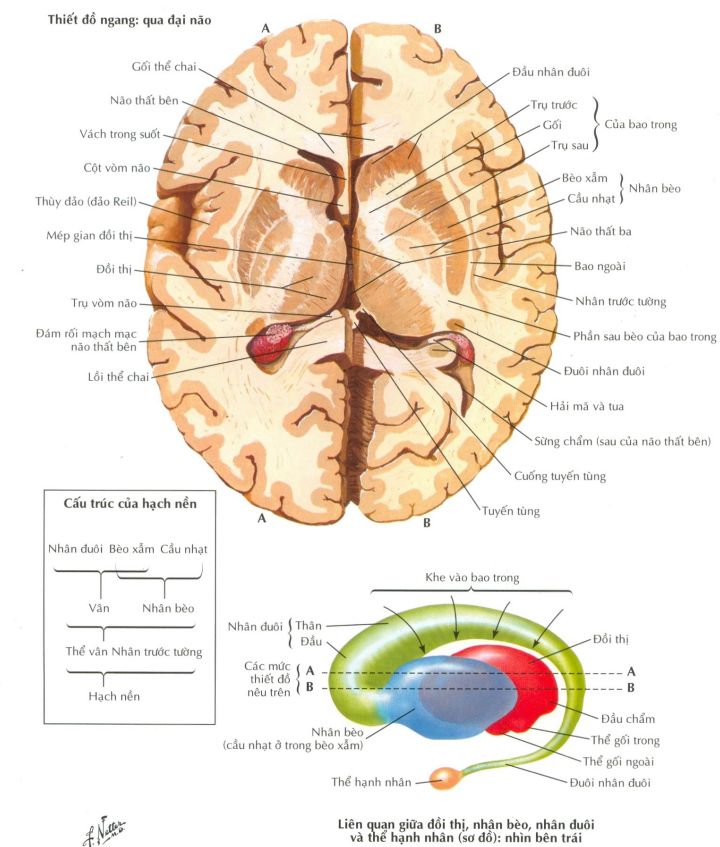 Thiết đồ ngang: qua đại não
A
B
Gối thể chai
Não thất bên
Vách trong suốt
Cột vòm não
Thùy đảo (đảo Reil)
Mép gian đồi thị
Đồi thị
Trụ vòm não
Đám rối mạch mạc
não thất bên
Lồi thể chai
Đầu nhân đuôi
Trụ trước
Gối
Trụ sau
Của bao trong
Bèo xẫm
Cầu nhạt
Nhân bèo
Não thất ba
Bao ngoài
Nhân trước tường
Phần sau bèo của bao trong
Đuôi nhân đuôi
Hải mã và tua
Sừng chẩm (sau của não thất bên)
Cuống tuyến tùng
Tuyến tùng
A
B
Cấu trúc của hạch nền
Nhân đuôi Bèo xẫm Cầu nhạt
Vân Nhân bèo
Thể vân Nhân trước tường
Hạch nền
Khe vào bao trong
Nhân đuôi
Thân
Đầu
Các mức
thiết đồ
nêu trên
A
B
Đồi thị
A
B
Đầu chẩm
Thể gối trong
Thể gối ngoài
Đuôi nhân đuôi
Nhân bèo
(cầu nhạt ở trong bèo xẫm)
Thể hạnh nhân
Liên quan giữa đồi thị, nhân bèo, nhân đuôi
và thể hạnh nhân (sơ đồ): nhìn bên trái
F. Netter
M.D.